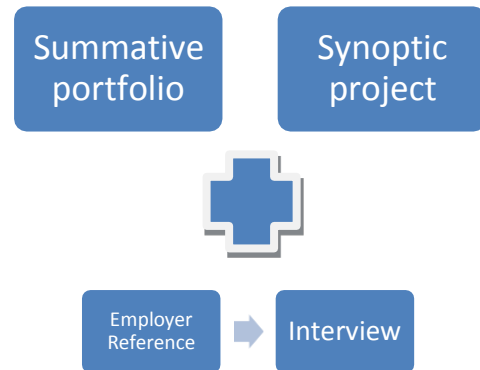 Summative
portfolio
Synoptic
project
Employer
Reference
Interview